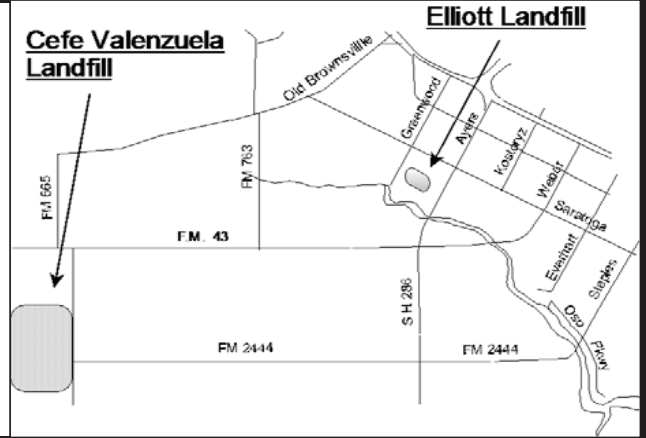 Elliott Landfill
Cefe Valenzuela
Landfill
Old Brownsville
Greenwood
Ayers
Kostoryz
Weber
Saratoga
Everhart
Staples
FM 665
FM 763
F.M. 43
S.H. 286
FM 2444
FM 2444
Oso
Pkwy